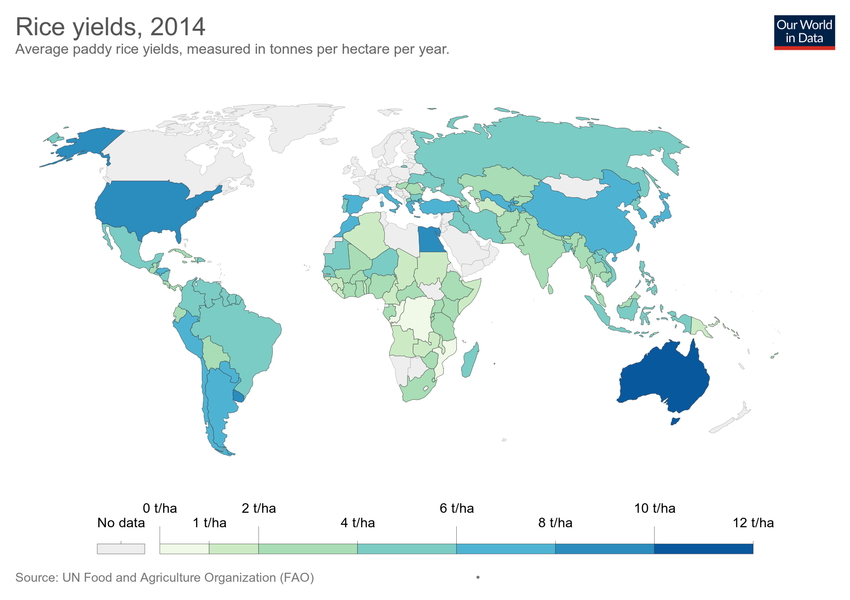 Rice yields, 2014
Average paddy rice yields, measured in tonnes per hectare per year.
Our World
in Data
No data
0 t/ha
1 t/ha
2 t/ha
4 t/ha
6 t/ha
8 t/ha
10 t/ha
12 t/ha
Source: UN Food and Agriculture Organization (FAO)
•